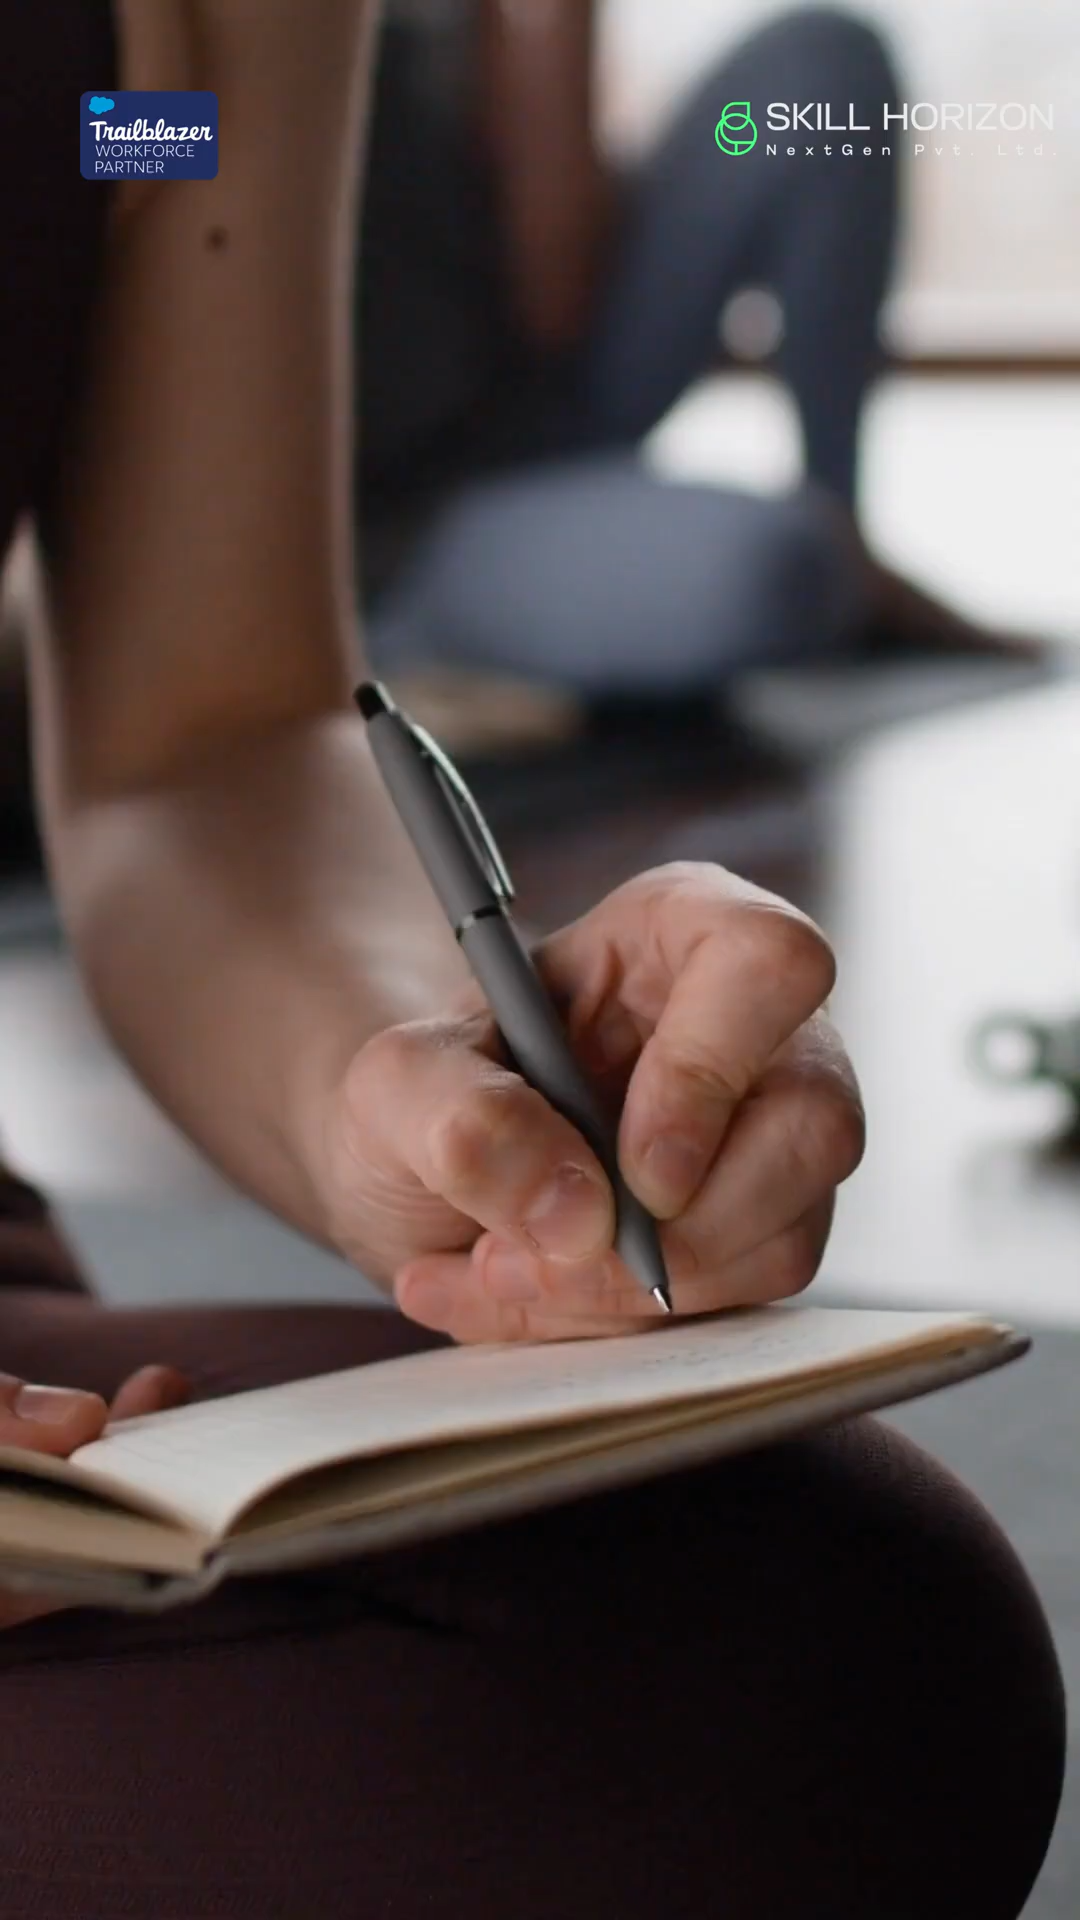 Trailblazer
WORKFORCE
PARTNER
SKILL HORIZON
NextGen Pvt. Ltd.